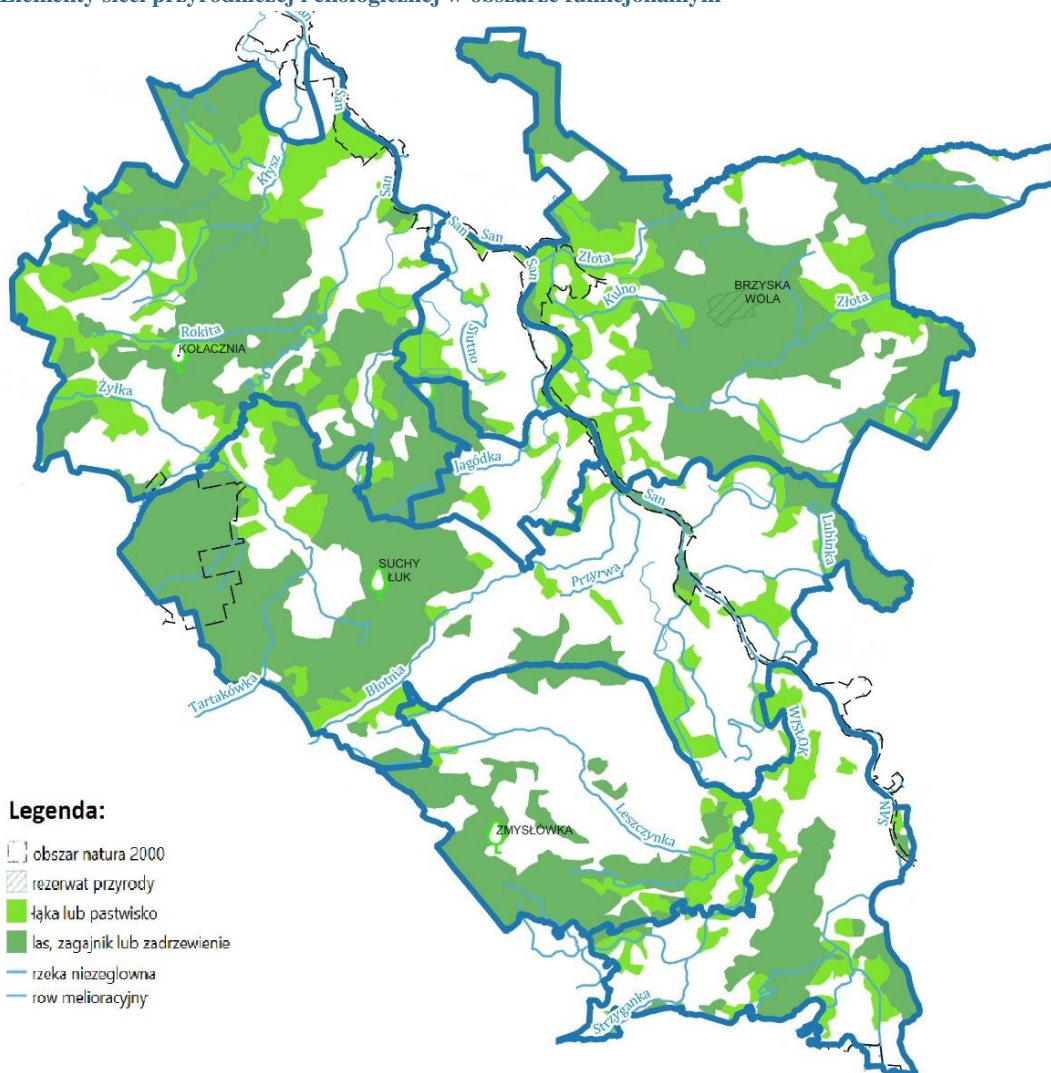 Elementy sieci przyrodniczej i ekologicznej w obszarze funkcjonalnym
San
San
Kłysz
San
San
San
Złota
San
Kulno
BRZYSKA
WOLA
Złota
Siutno
Rokita
KOŁACZNIA
Żyłka
Jagódka
San
Lubinka
SUCHY
ŁUK
Przyrwa
Błotnia
Tartakówka
WISŁOK
SAN
Leszczynka
ZMYSŁÓWKA
Strzyganka
Legenda:
obszar natura 2000
rezerwat przyrody
łąka lub pastwisko
las, zagajnik lub zadrzewienie
rzeka nieżeglowna
row melioracyjny